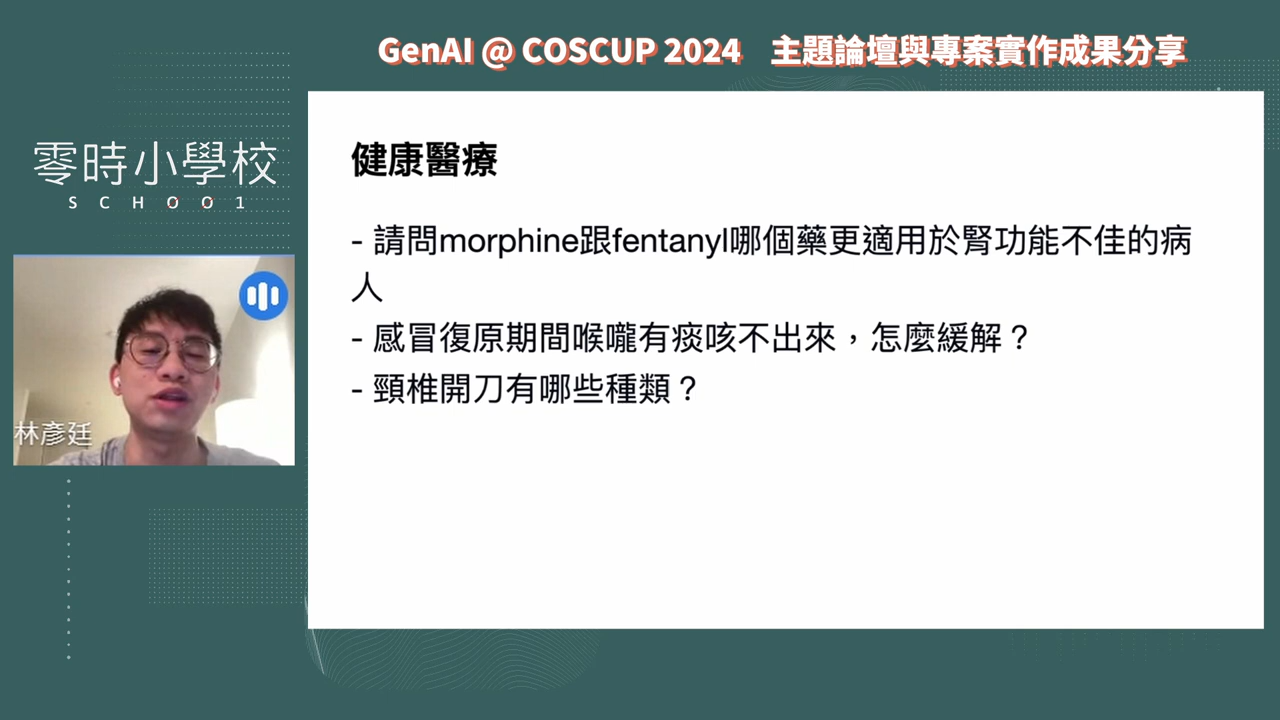 GenAI @ COSCUP 2024 主題論壇與專案實作成果分享
零時小學校
SCHOO1
林彥廷
健康醫療
- 請問morphine跟fentanyl哪個藥更適用於腎功能不佳的病
人
- 感冒復原期間喉嚨有痰咳不出來，怎麼緩解？
- 頸椎開刀有哪些種類？